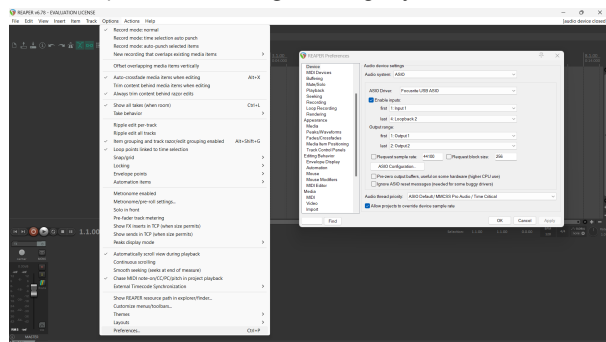 REAPER v6.78 - EVALUATION LICENSE
File Edit View Insert Item Track Options Actions Help
[audio device closed
Record mode: normal
Record mode: time selection auto punch
Record mode: auto-punch selected items
New recording that overlaps existing media items
Offset overlapping media items vertically
Auto-crossfade media items when editing Alt+X
Trim content behind media items when editing
Always trim content behind razor edits
Show all takes (when room) Ctrl+L
Take behavior
Ripple edit per-track
Ripple edit all tracks
Item grouping and track razor/edit grouping enabled Alt+Shift+G
Loop points linked to time selection
Snap/grid
Locking
Envelope points
Automation items
Metronome enabled
Metronome/pre-roll settings...
Solo in front
Pre-fader track metering
Show FX inserts in TCP (when size permits)
Show sends in TCP (when size permits)
Peaks display mode
Automatically scroll view during playback
Continuous scrolling
Smooth seeking (seeks at end of measure)
Chase MIDI note-on/CC/PC/pitch in project playback
External Timecode Synchronization
Show REAPER resource path in explorer/finder...
Customize menus/toolbars...
Themes
Layouts
Preferences... Ctrl+P
REAPER Preferences
Device
MIDI Devices
Buffering
Mute/Solo
Playback
Seeking
Recording
Loop Recording
Rendering
Appearance
Media
Peaks/Waveforms
Fades/Crossfades
Media Item Positioning
Track Control Panels
Editing Behavior
Envelope Display
Automation
Mouse
Mouse Modifiers
MIDI Editor
Media
MIDI
Video
Import
Find
Audio device settings
Audio system: ASIO
ASIO Driver: Focusrite USB ASIO
Enable inputs:
first 1: Input 1
last 4: Loopback 2
Output range:
first 1: Output 1
last 2: Output 2
Request sample rate: 44100 Request block size: 256
ASIO Configuration...
Pre-zero output buffers, useful on some hardware (higher CPU use)
Ignore ASIO reset messages (needed for some buggy drivers)
Audio thread priority: ASIO Default / MMCSS Pro Audio / Time Critical
Allow projects to override device sample rate
OK Cancel Apply
1.1.00
MASTER